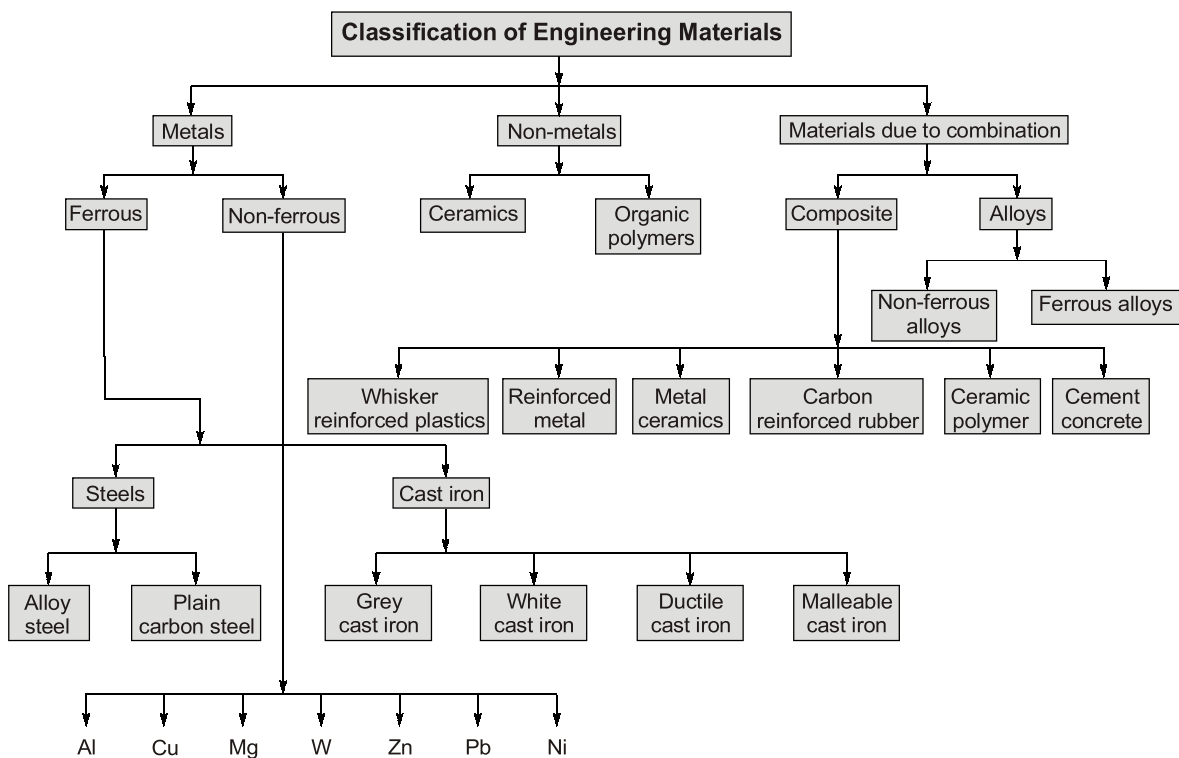 Classification of Engineering Materials
Metals
Non-metals
Materials due to combination
Ferrous
Non-ferrous
Ceramics
Organic
polymers
Composite
Alloys
Non-ferrous
alloys
Ferrous alloys
Whisker
reinforced plastics
Reinforced
metal
Metal
ceramics
Carbon
reinforced rubber
Ceramic
polymer
Cement
concrete
Steels
Cast iron
Alloy
steel
Plain
carbon steel
Grey
cast iron
White
cast iron
Ductile
cast iron
Malleable
cast iron
Al
Cu
Mg
W
Zn
Pb
Ni